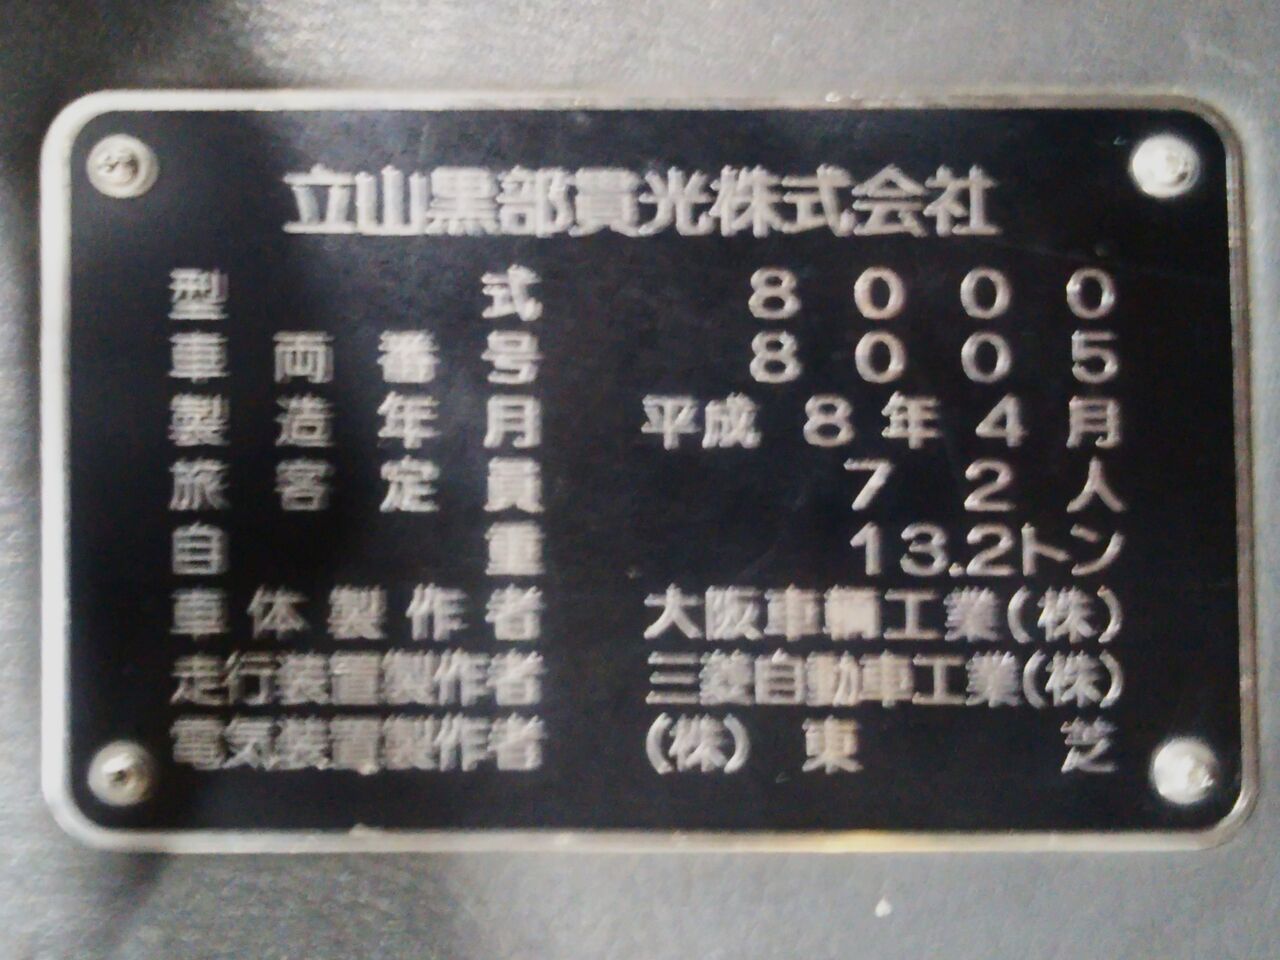 立山黒部貫光株式会社
型式 8000
車両番号 8005
製造年月 平成8年4月
旅客定員 72人
自重 13.2トン
車体製作者 大阪車輌工業(株)
走行装置製作者 三菱自動車工業(株)
電気装置製作者 (株)東芝